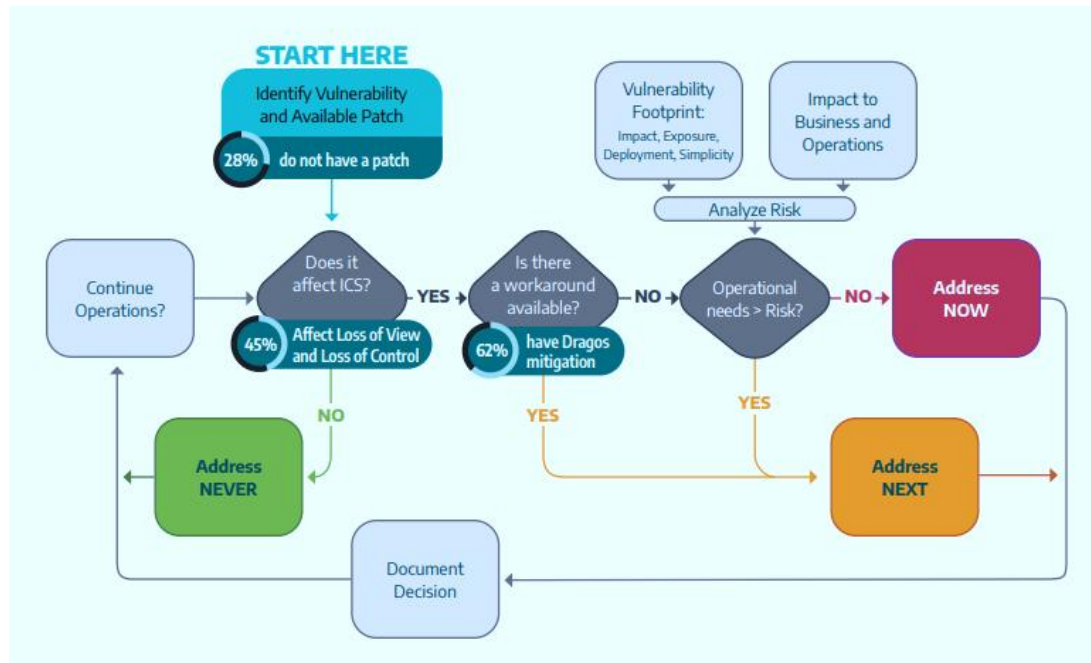 START HERE
Identify Vulnerability
and Available Patch
28%
do not have a patch
Vulnerability
Footprint:
Impact, Exposure,
Deployment, Simplicity
Impact to
Business and
Operations
Analyze Risk
Continue
Operations?
Does it
affect ICS?
45%
Affect Loss of View
and Loss of Control
YES
Is there
a workaround
available?
62%
have Dragos
mitigation
NO
Operational
needs > Risk?
NO
Address
NOW
NO
YES
YES
Address
NEVER
Address
NEXT
Document
Decision